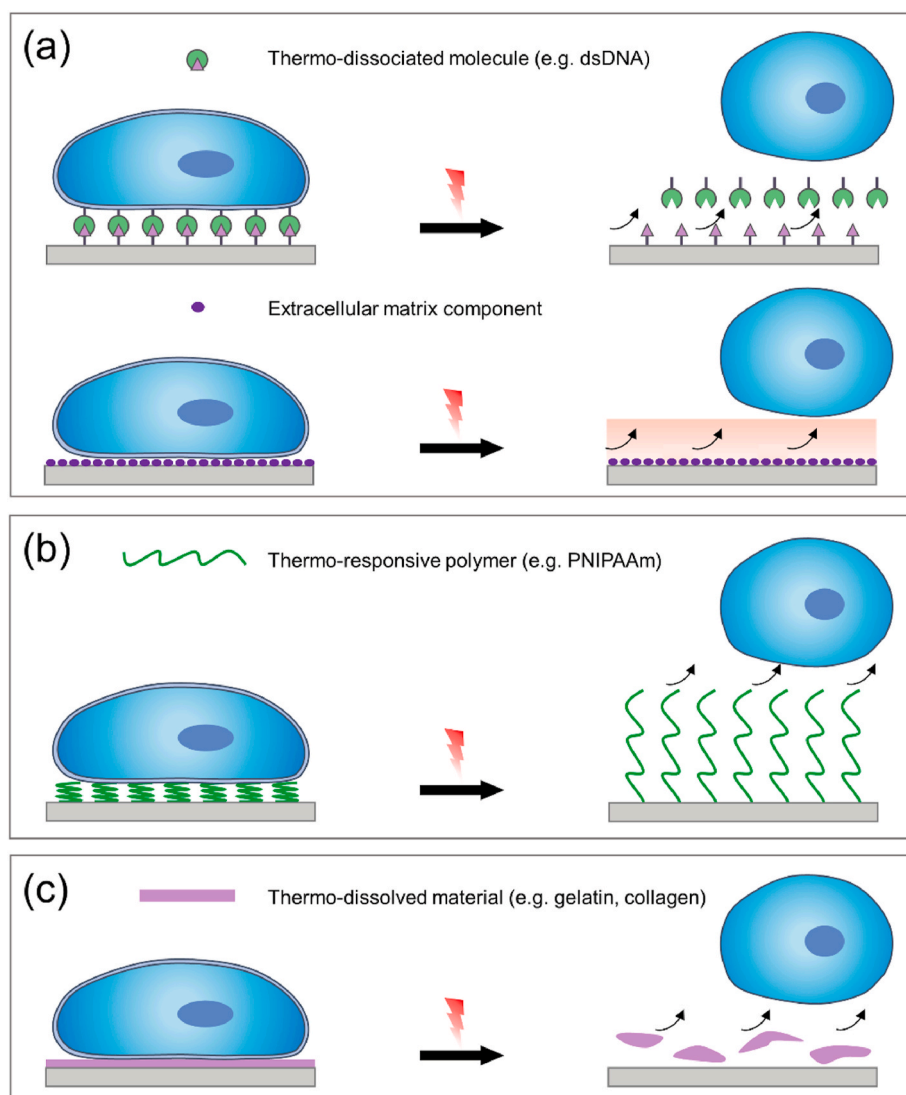 (a)
Thermo-dissociated molecule (e.g. dsDNA)
Extracellular matrix component
(b)
Thermo-responsive polymer (e.g. PNIPAAm)
(c)
Thermo-dissolved material (e.g. gelatin, collagen)